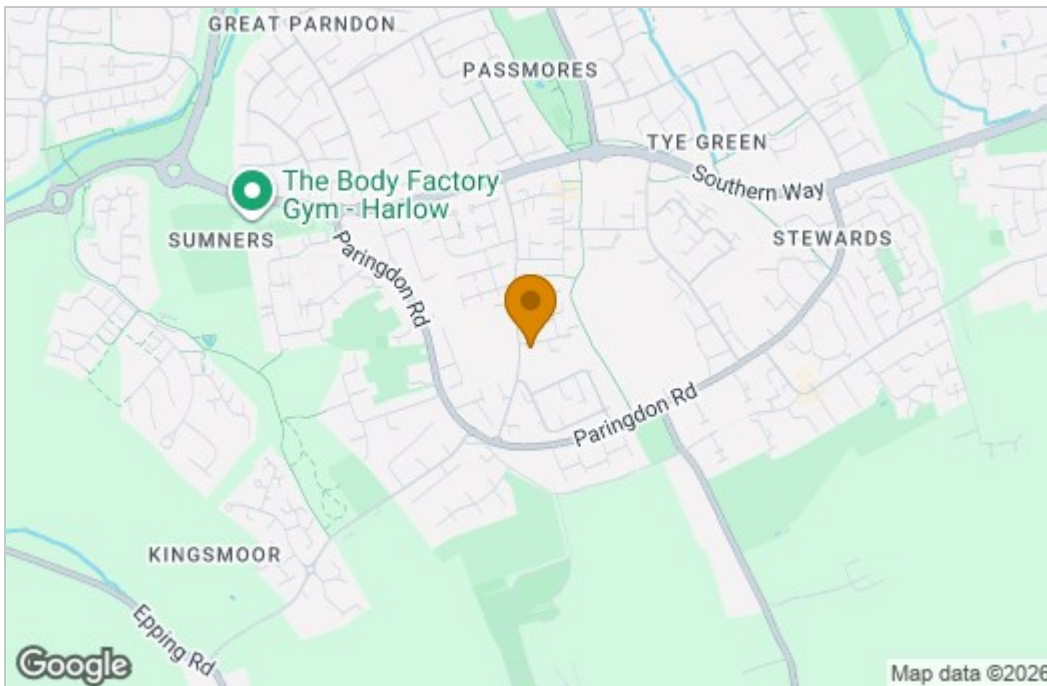 GREAT PARNDON
PASSMORES
TYE GREEN
Southern Way
The Body Factory
Gym - Harlow
SUMNERS
STEWARDS
Paringdon Rd
Paringdon Rd
KINGSMOOR
Epping Rd
Google
Map data ©2026